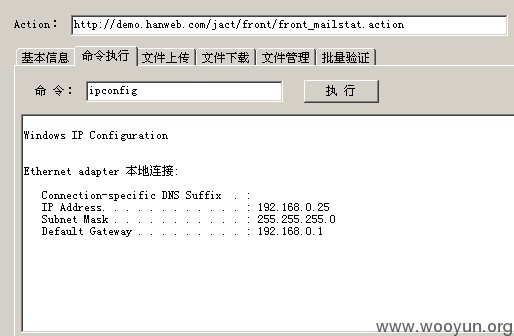 Action： http://demo.hanweb.com/jact/front/front_mailstat.action
基本信息 命令执行 文件上传 文件下载 文件管理 批量验证
命 令： ipconfig 执 行
Windows IP Configuration
Ethernet adapter 本地连接:
Connection-specific DNS Suffix . :
IP Address. . . . . . . . . . . . : 192.168.0.25
Subnet Mask . . . . . . . . . . . : 255.255.255.0
Default Gateway . . . . . . . . . : 192.168.0.1
www.wooyun.org